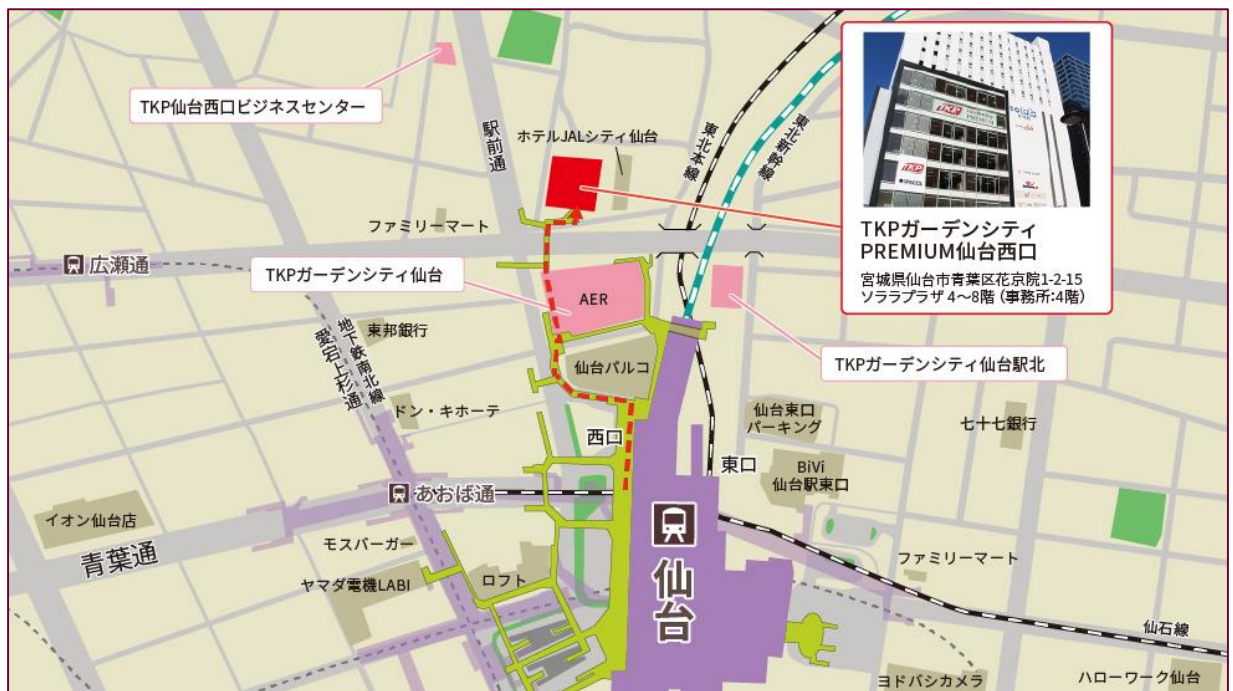 TKP仙台西口ビジネスセンター
駅前通
ホテルJALシティ仙台
東北本線
東北新幹線
TKP
TKP
TKPガーデンシティ
PREMIUM仙台西口
宮城県仙台市青葉区花京院1-2-15
ソララプラザ 4～8階 (事務所:4階)
ファミリーマート
広瀬通
TKPガーデンシティ仙台
AER
東邦銀行
地下鉄南北線
愛宕上杉通
仙台パルコ
TKPガーデンシティ仙台駅北
ドン・キホーテ
西口
仙台東口
パーキング
七十七銀行
東口
BiVi
仙台駅東口
あおば通
イオン仙台店
青葉通
モスバーガー
ヤマダ電機LABI
ロフト
仙台
ファミリーマート
仙石線
ヨドバシカメラ
ハローワーク仙台